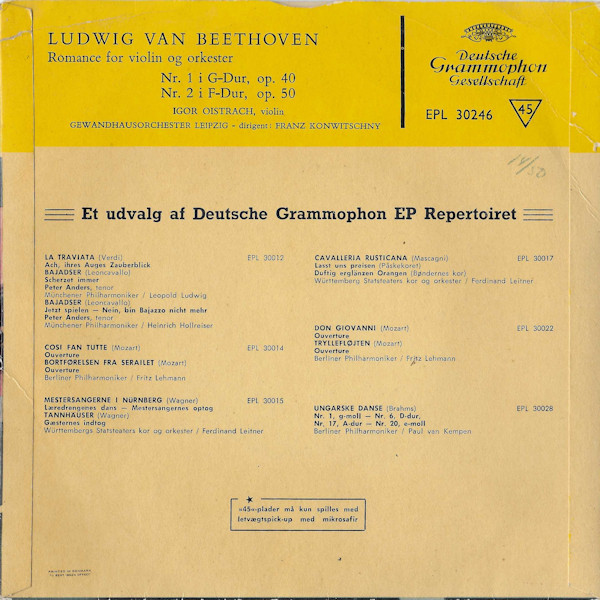 LUDWIG VAN BEETHOVEN
Romance for violin og orkester
Nr. 1 i G-Dur, op. 40
Nr. 2 i F-Dur, op. 50
IGOR OISTRACH, violin
GEWANDHAUSORCHESTER LEIPZIG – dirigent: FRANZ KONWITSCHNY
Deutsche
Grammophon
Gesellschaft
EPL 30246
45
Et udvalg af Deutsche Grammophon EP Repertoiret
LA TRAVIATA (Verdi) EPL 30012
Ach, ihres Auges Zauberblick
BAJADSER (Leoncavallo)
Scherzet immer
Peter Anders, tenor
Münchener Philharmoniker / Leopold Ludwig
BAJADSER (Leoncavallo)
Jetzt spielen — Nein, bin Bajazzo nicht mehr
Peter Anders, tenor
Münchener Philharmoniker / Heinrich Hollreiser
COSI FAN TUTTE (Mozart) EPL 30014
Ouverture
BORTFØRELSEN FRA SERAILET (Mozart)
Ouverture
Berliner Philharmoniker / Fritz Lehmann
MESTERSANGERNE I NÜRNBERG (Wagner) EPL 30015
Læredrengernes dans — Mestersangernes optog
TANNHÄUSER (Wagner)
Gæsternes indtog
Württembergs Statsteaters kor og orkester / Ferdinand Leitner
CAVALLERIA RUSTICANA (Mascagni) EPL 30017
Lasst uns preisen (Påskekoret)
Duftig erglänzen Orangen (Bøndernes kor)
Württemberg Statsteaters kor og orkester / Ferdinand Leitner
DON GIOVANNI (Mozart) EPL 30022
Ouverture
TRYLLEFLØJTEN (Mozart)
Ouverture
Berliner Philharmoniker / Fritz Lehmann
UNGARSKE DANSE (Brahms) EPL 30028
Nr. 1, g-moll — Nr. 6, D-dur,
Nr. 17, A-dur — Nr. 20, e-moll
Berliner Philharmoniker / Paul van Kempen
»45«-plader må kun spilles med
letvægtspick-up med mikrosafir